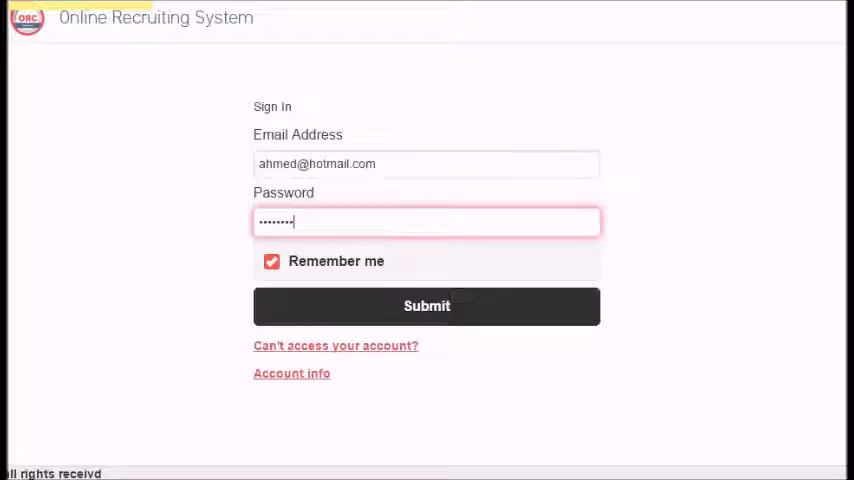 ORC
Online Recruiting System
Sign In
Email Address
ahmed@hotmail.com
Password
••••••••
Remember me
Submit
Can't access your account?
Account info
all rights receivd